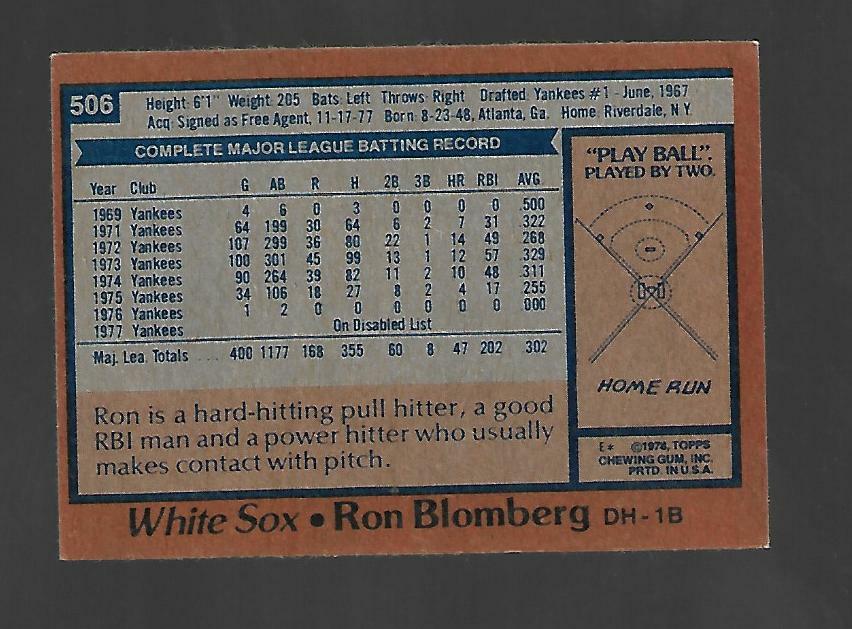 506
Height: 6'1" Weight: 205 Bats: Left Throws: Right Drafted: Yankees #1 - June, 1967
Acq: Signed as Free Agent, 11-17-77 Born: 8-23-48, Atlanta, Ga. Home: Riverdale, N.Y.
COMPLETE MAJOR LEAGUE BATTING RECORD
Year Club G AB R H 2B 3B HR RBI AVG
1969 Yankees 4 6 0 3 0 0 0 0 .500
1971 Yankees 64 199 30 64 6 2 7 31 .322
1972 Yankees 107 299 36 80 22 1 14 49 .268
1973 Yankees 100 301 45 99 13 1 12 57 .329
1974 Yankees 90 264 39 82 11 2 10 48 .311
1975 Yankees 34 106 18 27 8 2 4 17 .255
1976 Yankees 1 2 0 0 0 0 0 0 .000
1977 Yankees On Disabled List
Maj. Lea. Totals .... 400 1177 168 355 60 8 47 202 .302
Ron is a hard-hitting pull hitter, a good
RBI man and a power hitter who usually
makes contact with pitch.
"PLAY BALL".
PLAYED BY TWO.
HOME RUN
E* ©1978, TOPPS
CHEWING GUM, INC.
PRTD. IN U.S.A.
White Sox • Ron Blomberg DH - 1B